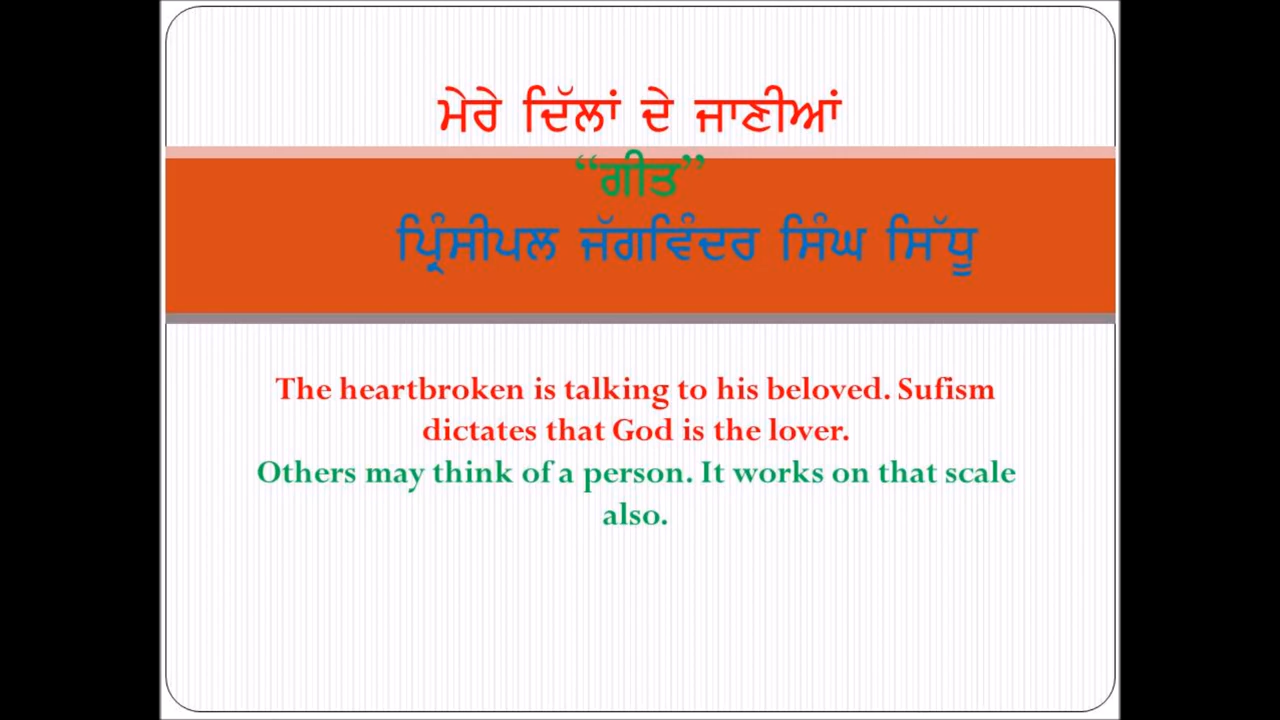 ਮੇਰੇ ਦਿੱਲਾਂ ਦੇ ਜਾਣੀਆਂ
“ਗੀਤ”
ਪ੍ਰਿੰਸੀਪਲ ਜੱਗਵਿੰਦਰ ਸਿੰਘ ਸਿੱਧੂ
The heartbroken is talking to his beloved. Sufism
dictates that God is the lover.
Others may think of a person. It works on that scale
also.